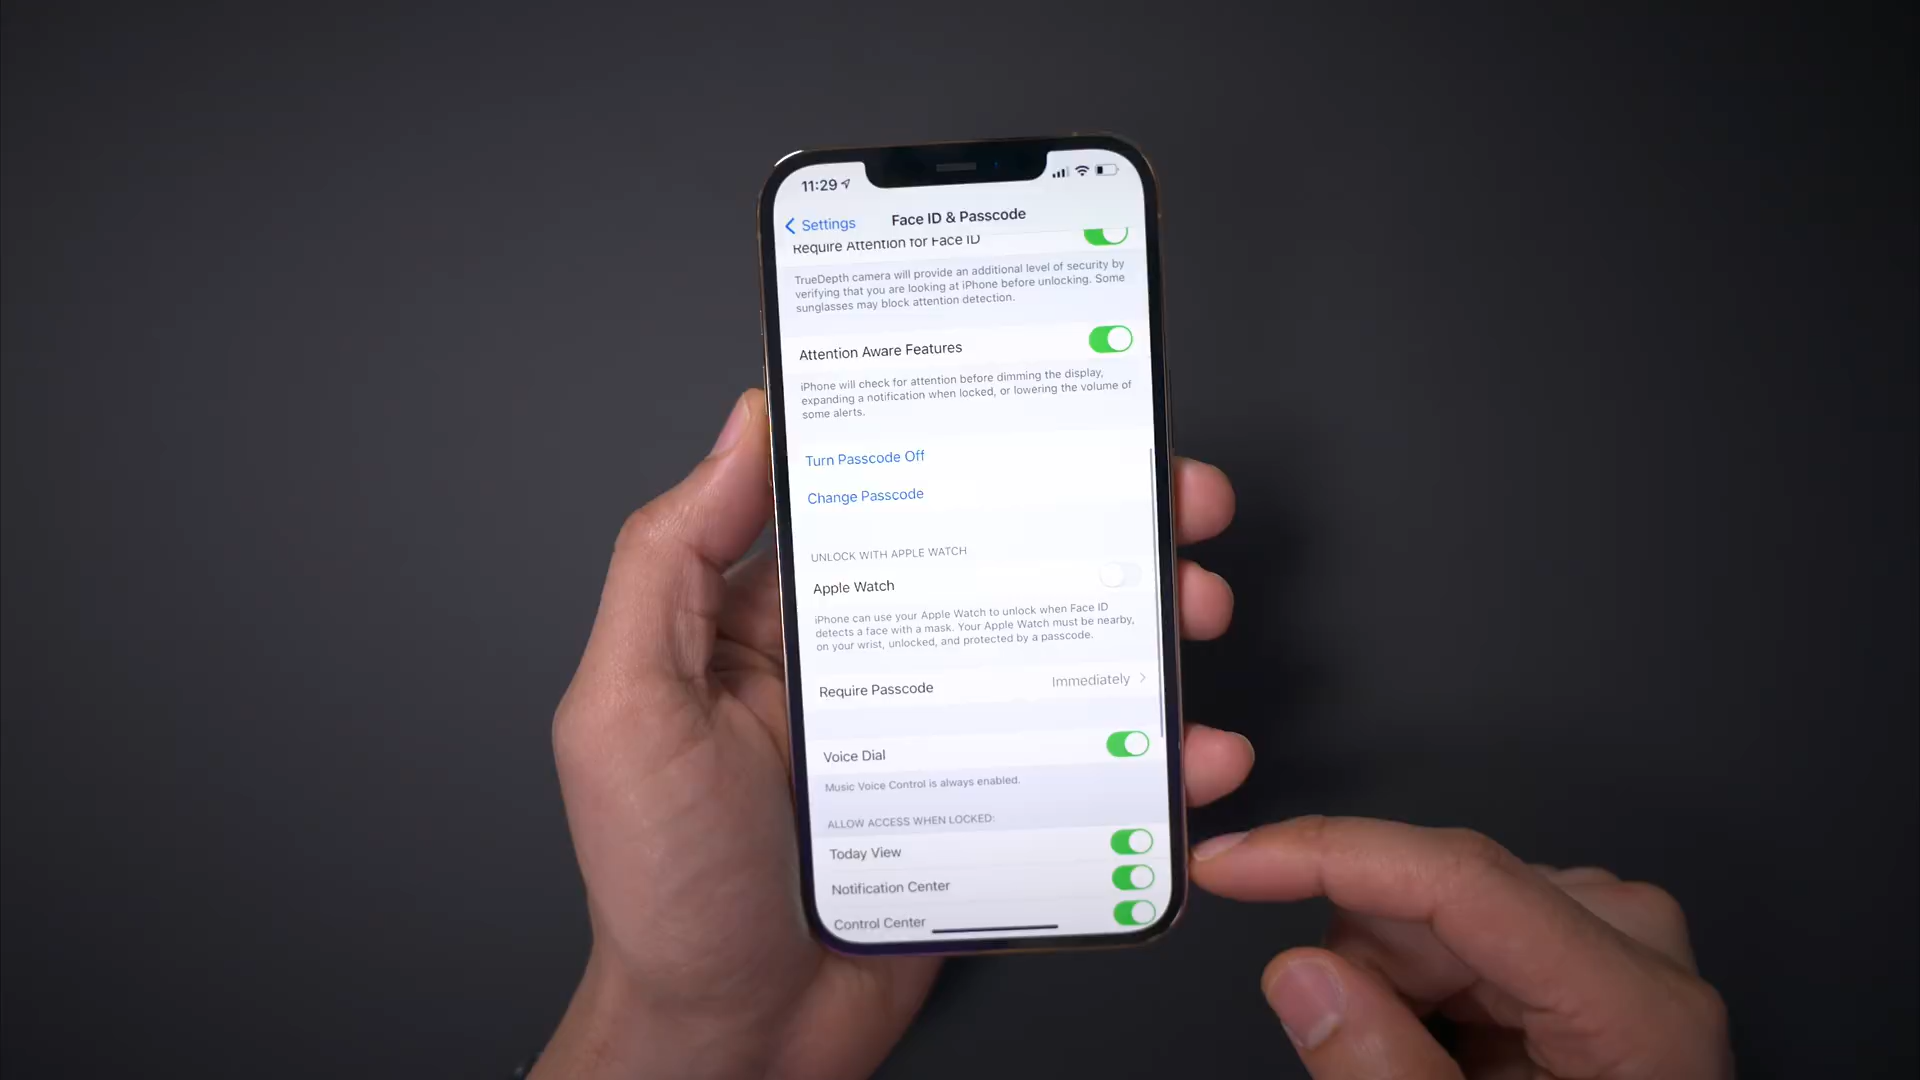 11:29
Settings
Face ID & Passcode
Require Attention for Face ID
TrueDepth camera will provide an additional level of security by
verifying that you are looking at iPhone before unlocking. Some
sunglasses may block attention detection.
Attention Aware Features
iPhone will check for attention before dimming the display,
expanding a notification when locked, or lowering the volume of
some alerts.
Turn Passcode Off
Change Passcode
UNLOCK WITH APPLE WATCH
Apple Watch
iPhone can use your Apple Watch to unlock when Face ID
detects a face with a mask. Your Apple Watch must be nearby,
on your wrist, unlocked, and protected by a passcode.
Require Passcode Immediately
Voice Dial
Music Voice Control is always enabled.
ALLOW ACCESS WHEN LOCKED:
Today View
Notification Center
Control Center